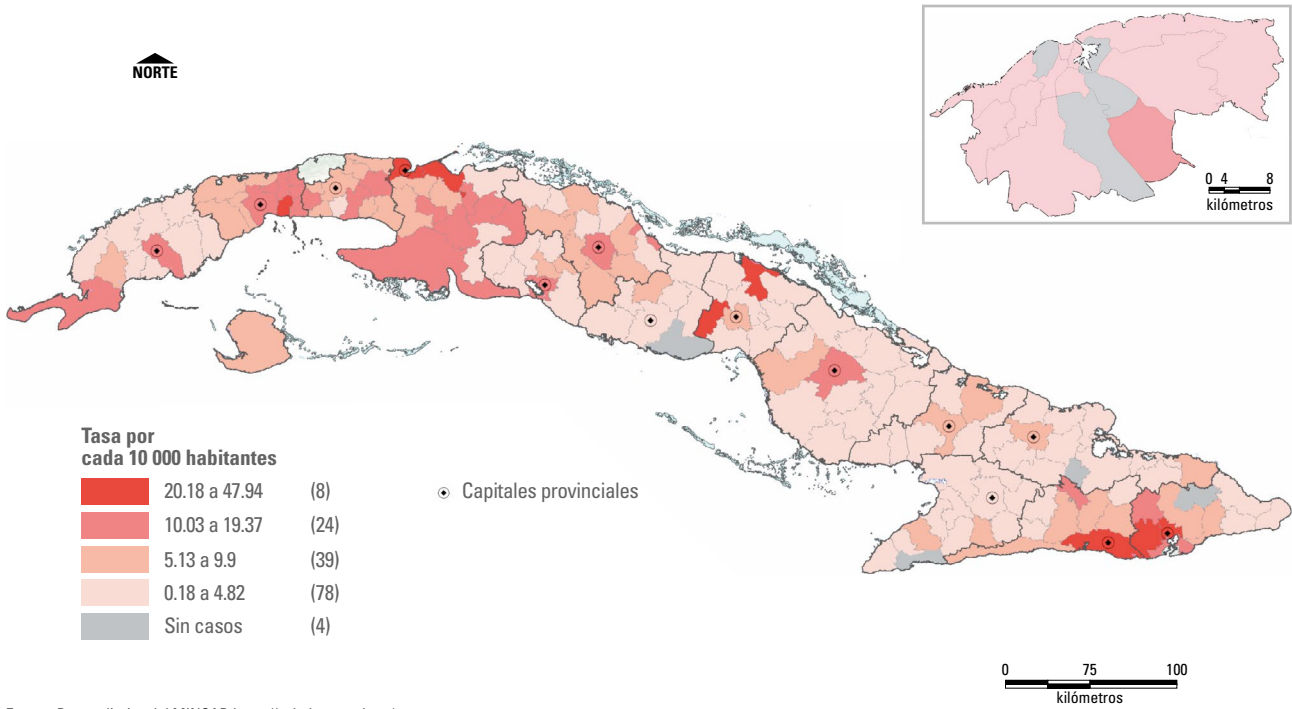 NORTE
0 4 8
kilómetros
Tasa por
cada 10 000 habitantes
20.18 a 47.94 (8)
10.03 a 19.37 (24)
5.13 a 9.9 (39)
0.18 a 4.82 (78)
Sin casos (4)
Capitales provinciales
0 75 100
kilómetros